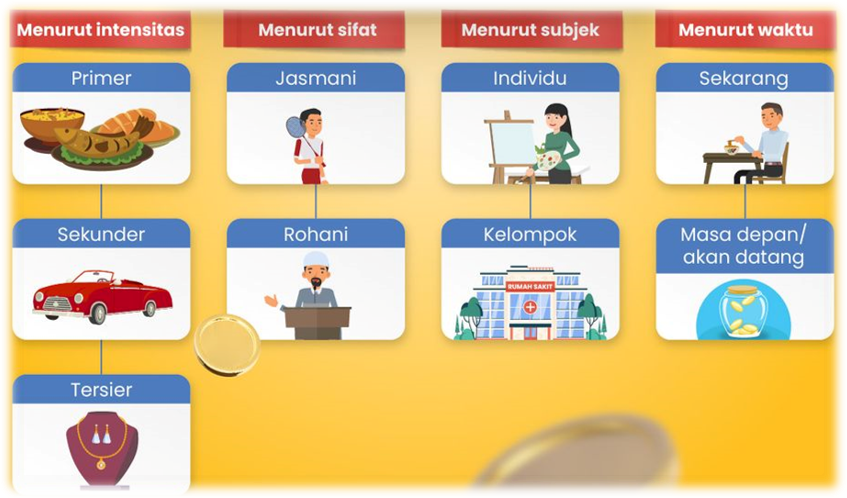 Menurut intensitas
Primer
Sekunder
Tersier
Menurut sifat
Jasmani
Rohani
Menurut subjek
Individu
Kelompok
RUMAH SAKIT
Menurut waktu
Sekarang
Masa depan/
akan datang